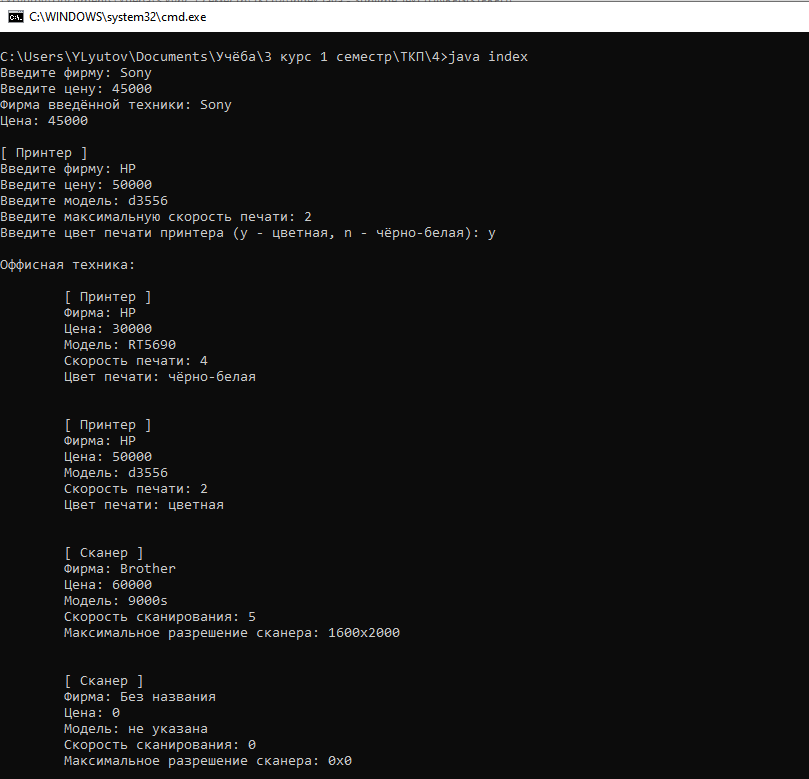 C:\WINDOWS\system32\cmd.exe
C:\Users\YLyutov\Documents\Учёба\3 курс 1 семестр\ТКП\4>java index
Введите фирму: Sony
Введите цену: 45000
Фирма введённой техники: Sony
Цена: 45000
[ Принтер ]
Введите фирму: HP
Введите цену: 50000
Введите модель: d3556
Введите максимальную скорость печати: 2
Введите цвет печати принтера (y - цветная, n - чёрно-белая): y
Оффисная техника:
[ Принтер ]
Фирма: HP
Цена: 30000
Модель: RT5690
Скорость печати: 4
Цвет печати: чёрно-белая
[ Принтер ]
Фирма: HP
Цена: 50000
Модель: d3556
Скорость печати: 2
Цвет печати: цветная
[ Сканер ]
Фирма: Brother
Цена: 60000
Модель: 9000s
Скорость сканирования: 5
Максимальное разрешение сканера: 1600x2000
[ Сканер ]
Фирма: Без названия
Цена: 0
Модель: не указана
Скорость сканирования: 0
Максимальное разрешение сканера: 0x0